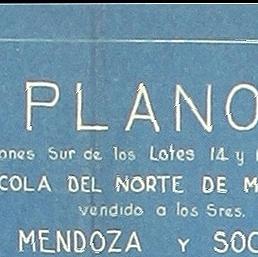 PLANO
ones Sur de los Lotes 14 y
COLA DEL NORTE DE M
vendido a los Sres.
MENDOZA Y SOC